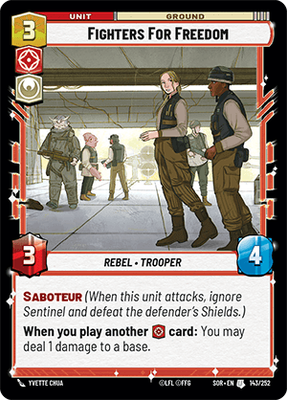 3
UNIT
GROUND
FIGHTERS FOR FREEDOM
3
4
REBEL • TROOPER
SABOTEUR (When this unit attacks, ignore
Sentinel and defeat the defender's Shields.)
When you play another card: You may
deal 1 damage to a base.
YVETTE CHUA
©LFL ©FFG
SOR • EN
143/252